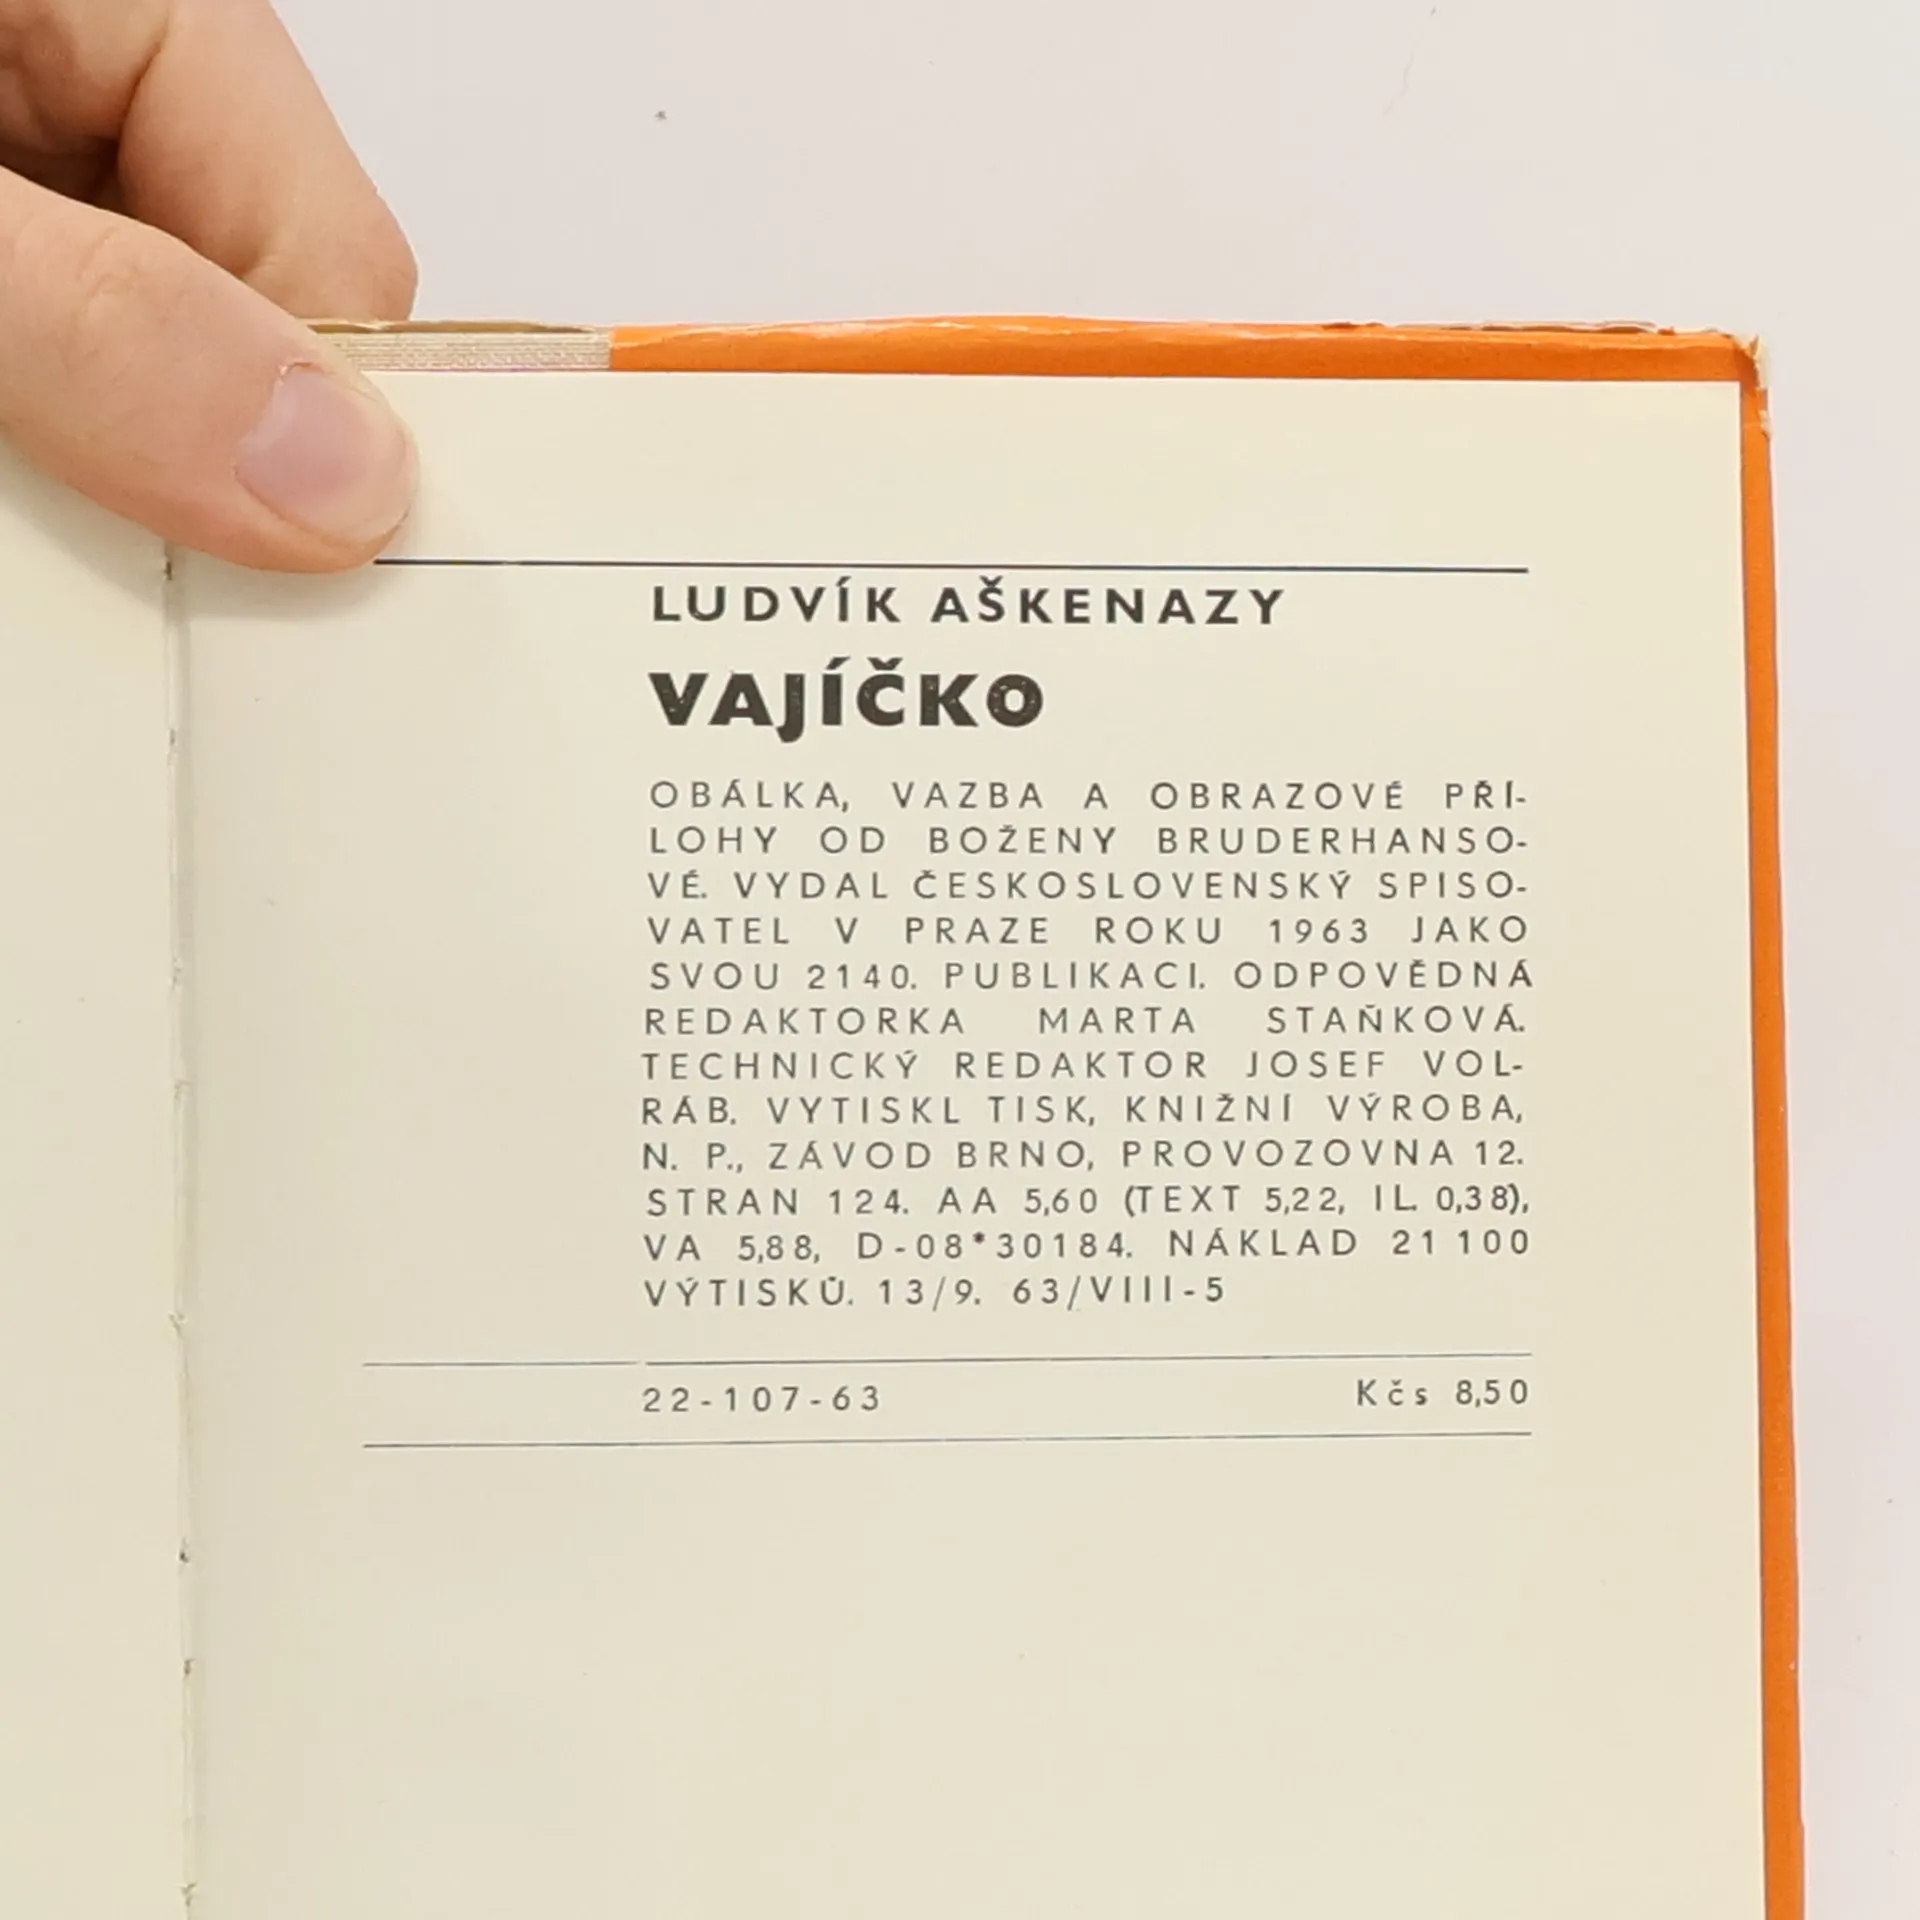 LUDVÍK AŠKENAZY
VAJÍČKO
OBÁLKA, VAZBA A OBRAZOVÉ PŘÍ-
LOHY OD BOŽENY BRUDERHANSO-
VÉ. VYDAL ČESKOSLOVENSKÝ SPISO-
VATEL V PRAZE ROKU 1963 JAKO
SVOU 2140. PUBLIKACI. ODPOVĚDNÁ
REDAKTORKA MARTA STAŇKOVÁ.
TECHNICKÝ REDAKTOR JOSEF VOL-
RÁB. VYTISKL TISK, KNIŽNÍ VÝROBA,
N. P., ZÁVOD BRNO, PROVOZOVNA 12.
STRAN 124. AA 5,60 (TEXT 5,22, IL. 0,38),
VA 5,88, D-08*30184. NÁKLAD 21 100
VÝTISKŮ. 13/9. 63/VIII-5
22-107-63 Kčs 8,50